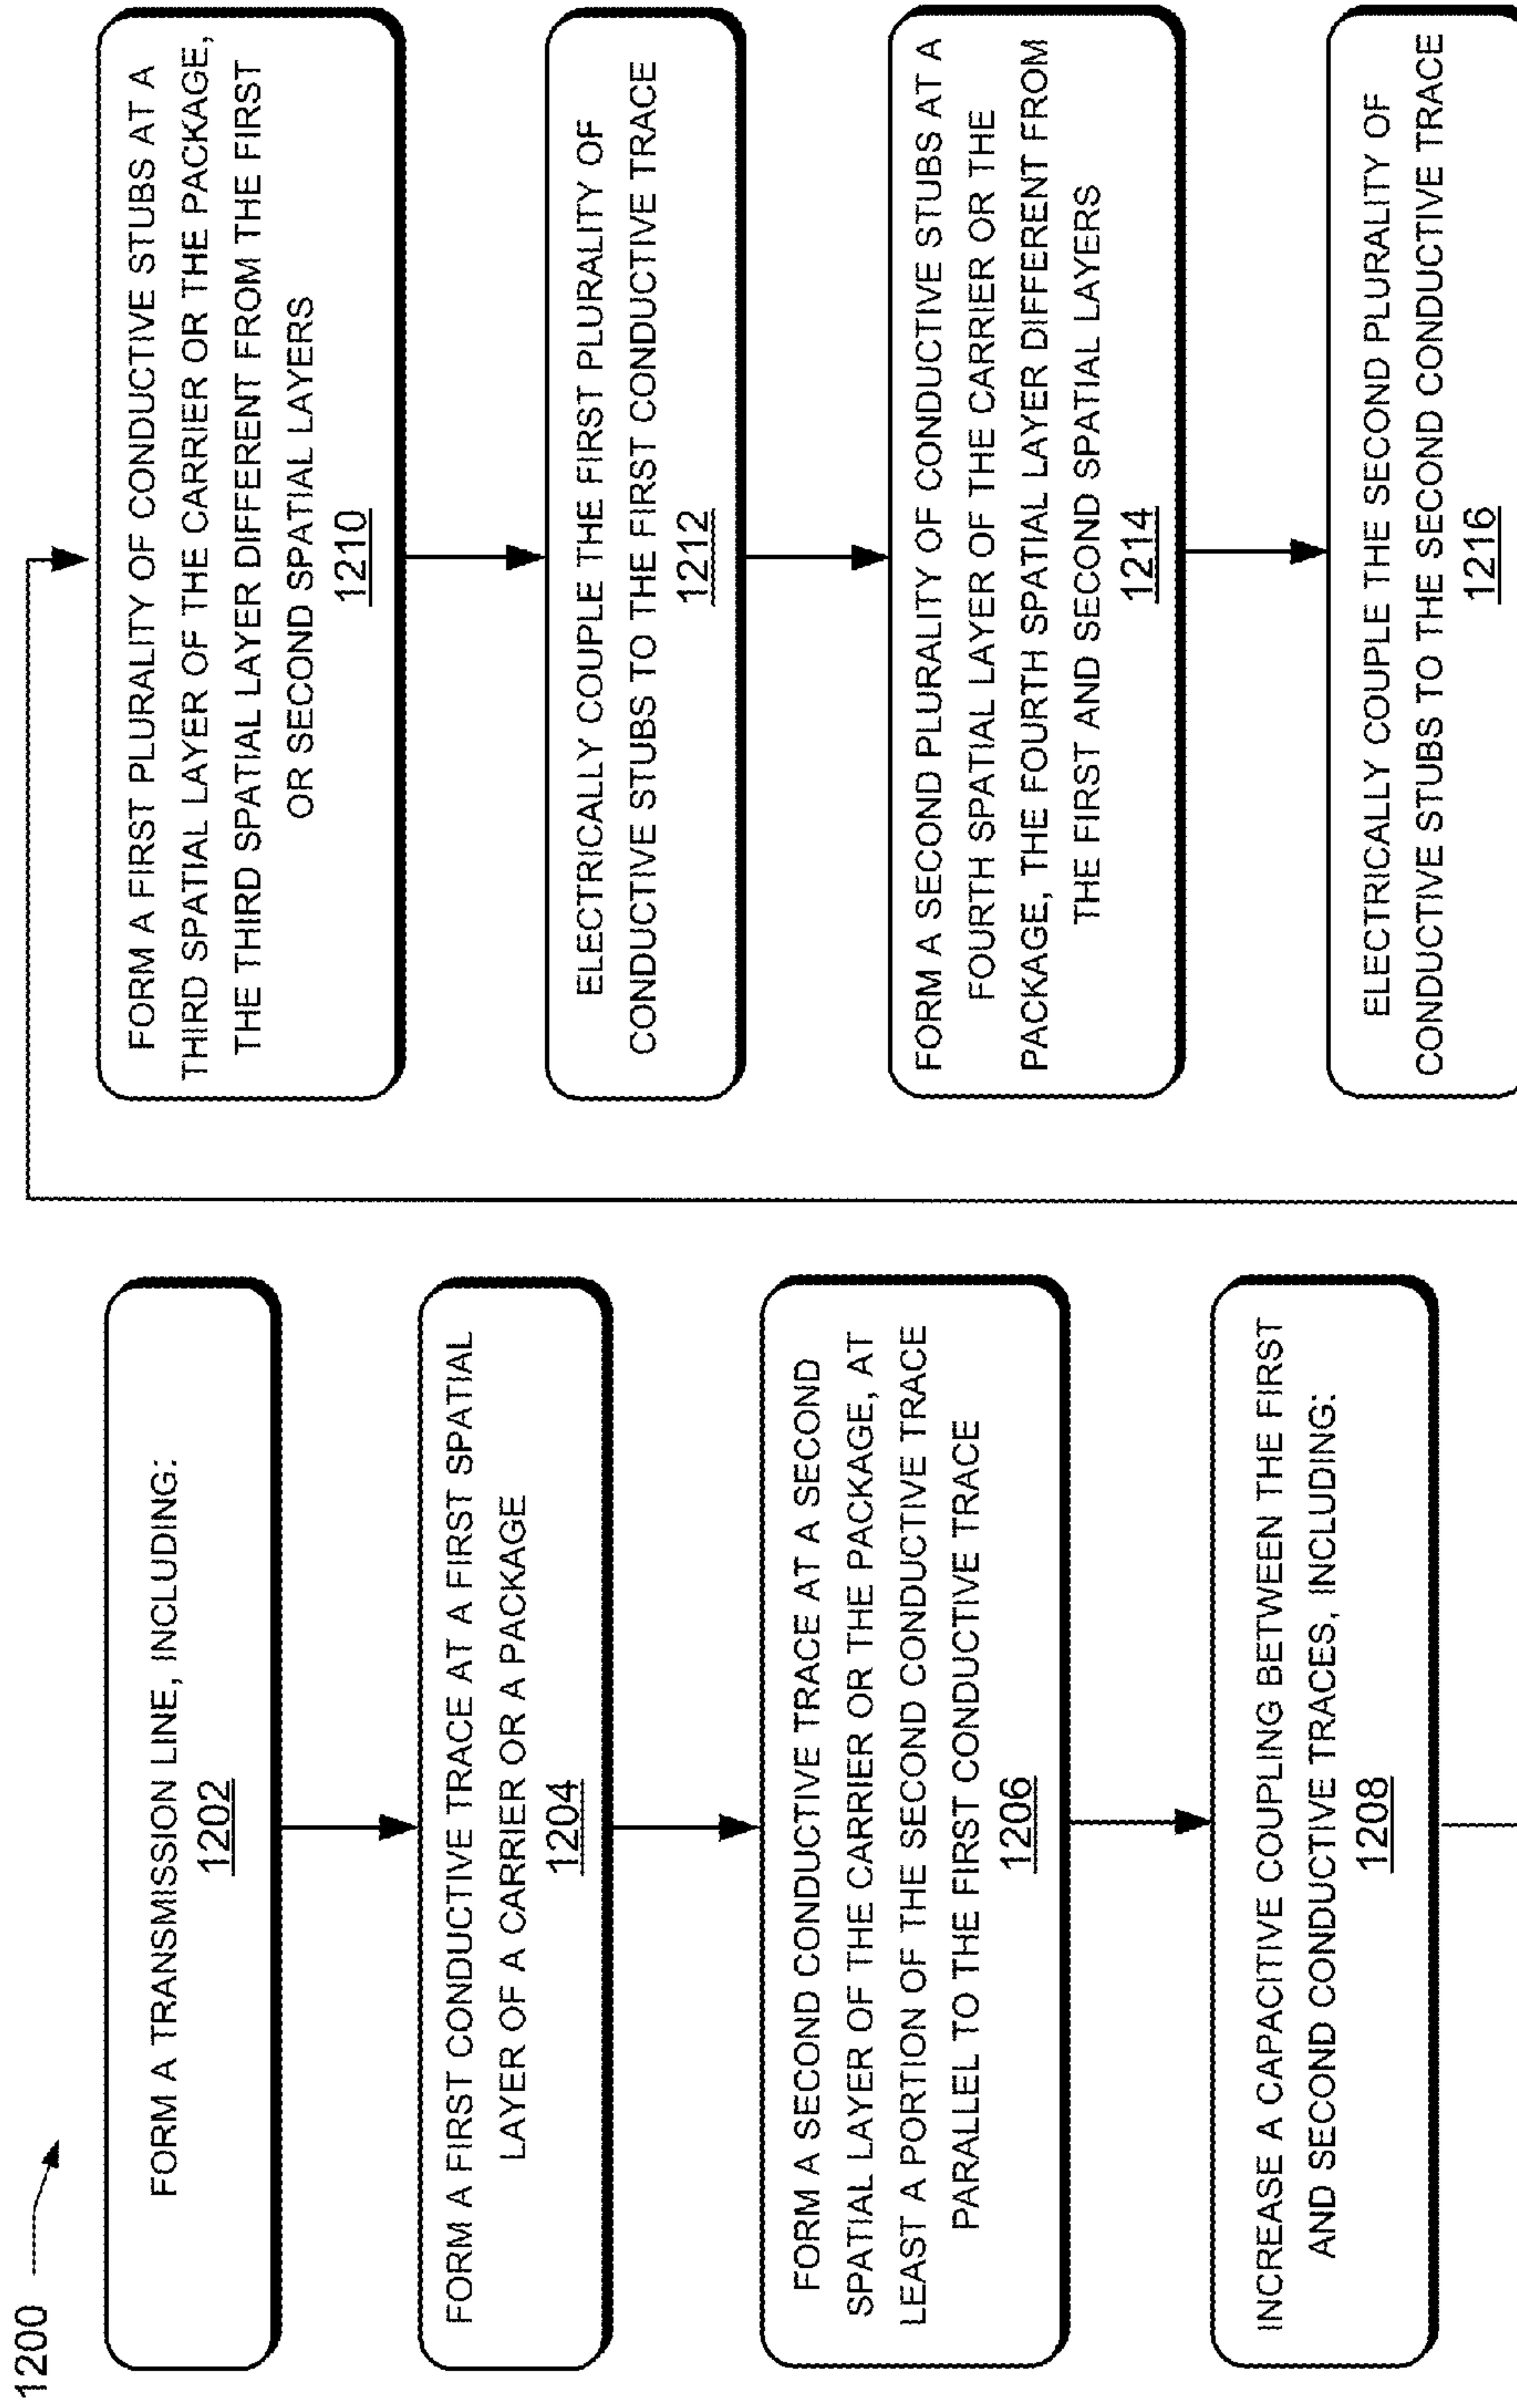 1200
FORM A TRANSMISSION LINE, INCLUDING:
1202
FORM A FIRST CONDUCTIVE TRACE AT A FIRST SPATIAL
LAYER OF A CARRIER OR A PACKAGE
1204
FORM A SECOND CONDUCTIVE TRACE AT A SECOND
SPATIAL LAYER OF THE CARRIER OR THE PACKAGE, AT
LEAST A PORTION OF THE SECOND CONDUCTIVE TRACE
PARALLEL TO THE FIRST CONDUCTIVE TRACE
1206
INCREASE A CAPACITIVE COUPLING BETWEEN THE FIRST
AND SECOND CONDUCTIVE TRACES, INCLUDING:
1208
FORM A FIRST PLURALITY OF CONDUCTIVE STUBS AT A
THIRD SPATIAL LAYER OF THE CARRIER OR THE PACKAGE,
THE THIRD SPATIAL LAYER DIFFERENT FROM THE FIRST
OR SECOND SPATIAL LAYERS
1210
ELECTRICALLY COUPLE THE FIRST PLURALITY OF
CONDUCTIVE STUBS TO THE FIRST CONDUCTIVE TRACE
1212
FORM A SECOND PLURALITY OF CONDUCTIVE STUBS AT A
FOURTH SPATIAL LAYER OF THE CARRIER OR THE
PACKAGE, THE FOURTH SPATIAL LAYER DIFFERENT FROM
THE FIRST AND SECOND SPATIAL LAYERS
1214
ELECTRICALLY COUPLE THE SECOND PLURALITY OF
CONDUCTIVE STUBS TO THE SECOND CONDUCTIVE TRACE
1216